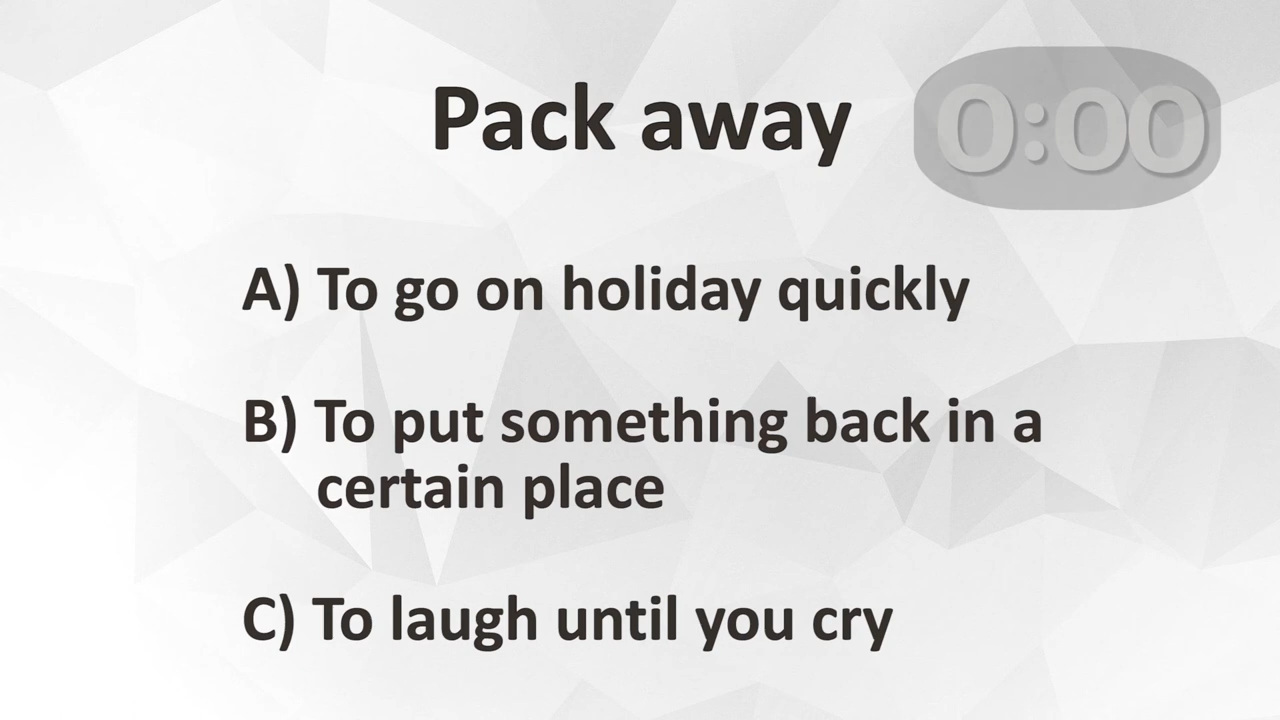 Pack away
0:00
A) To go on holiday quickly
B) To put something back in a
certain place
C) To laugh until you cry